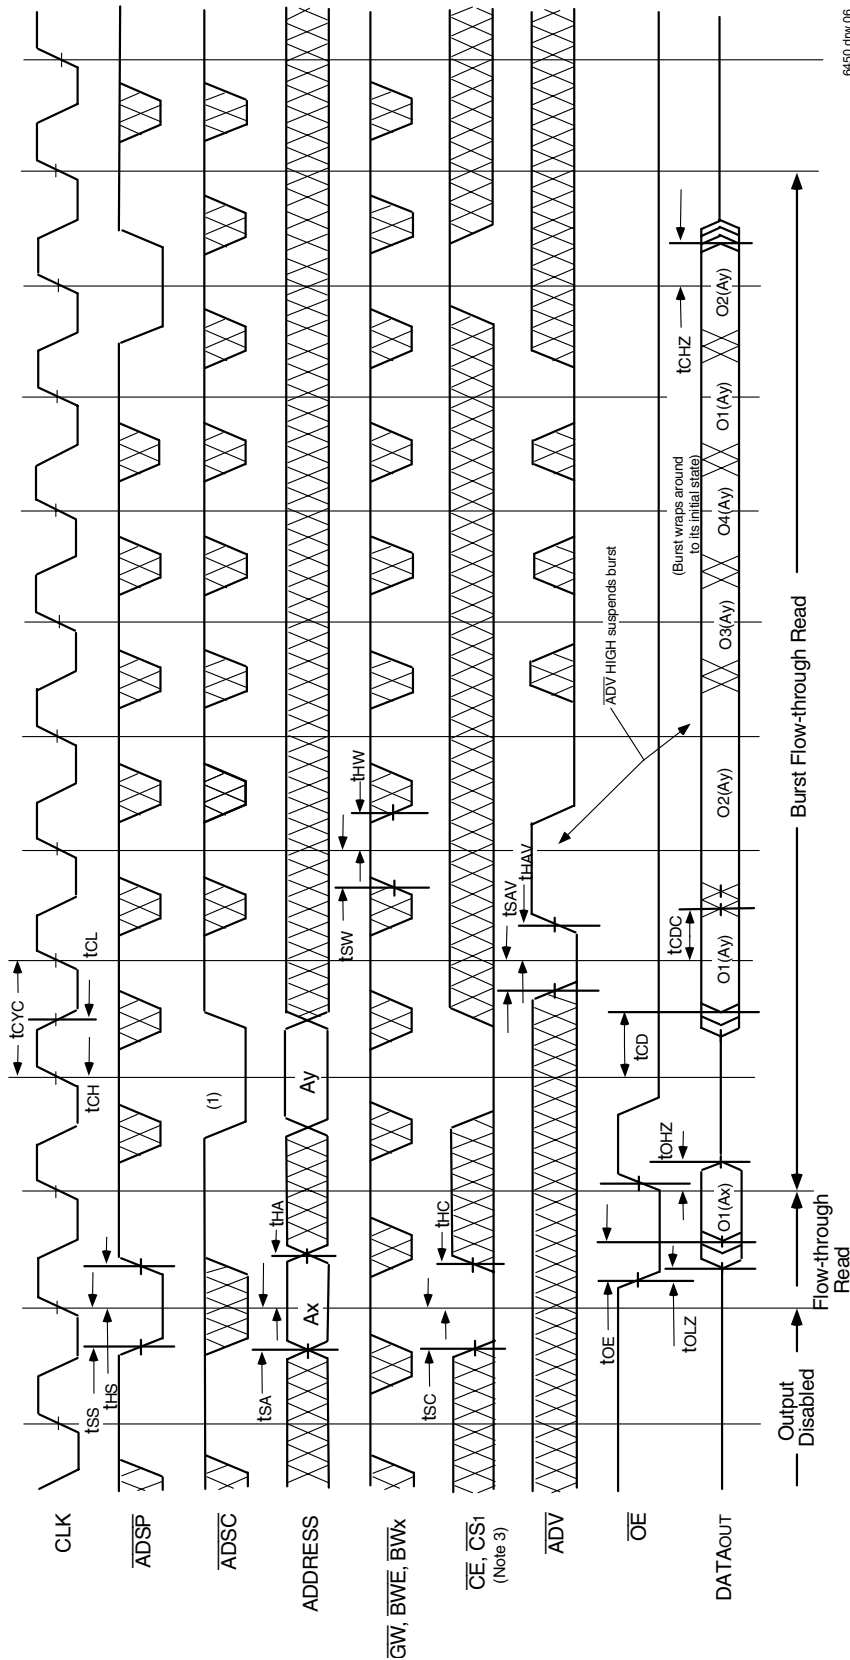 6450 drw 06
CLK
tCYC
tCH
tCL
tSS
tHS
ADSP
ADSC
(1)
ADDRESS
tSA
tHA
Ax
Ay
GW, BWE, BWx
tSW
tHW
CE, CS1
(Note 3)
tSC
tHC
ADV
tSAV
tHAV
ADV HIGH suspends burst
OE
tOE
tOHZ
tOLZ
tCD
tCDC
tCHZ
(Burst wraps around
to its initial state)
DATAOUT
O1(Ax)
O1(Ay)
O2(Ay)
O3(Ay)
O4(Ay)
O1(Ay)
O2(Ay)
Output
Disabled
Flow-through
Read
Burst Flow-through Read